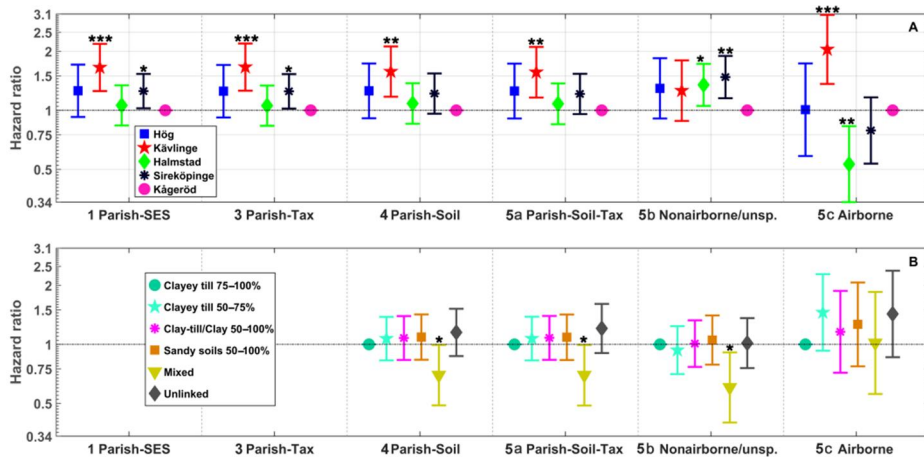 3.1
2.5
2
1.5
1
0.75
0.5
0.34
Hazard ratio
A
***
*
***
*
**
**
*
**
***
**
Hög
Kävlinge
Halmstad
Sireköpinge
Kågeröd
1 Parish-SES
3 Parish-Tax
4 Parish-Soil
5a Parish-Soil-Tax
5b Nonairborne/unsp.
5c Airborne
3.1
2.5
1.5
1
0.75
0.5
0.34
Hazard ratio
B
Clayey till 75–100%
Clayey till 50–75%
Clay-till/Clay 50–100%
Sandy soils 50–100%
Mixed
Unlinked
*
*
*
1 Parish-SES
3 Parish-Tax
4 Parish-Soil
5a Parish-Soil-Tax
5b Nonairborne/unsp.
5c Airborne